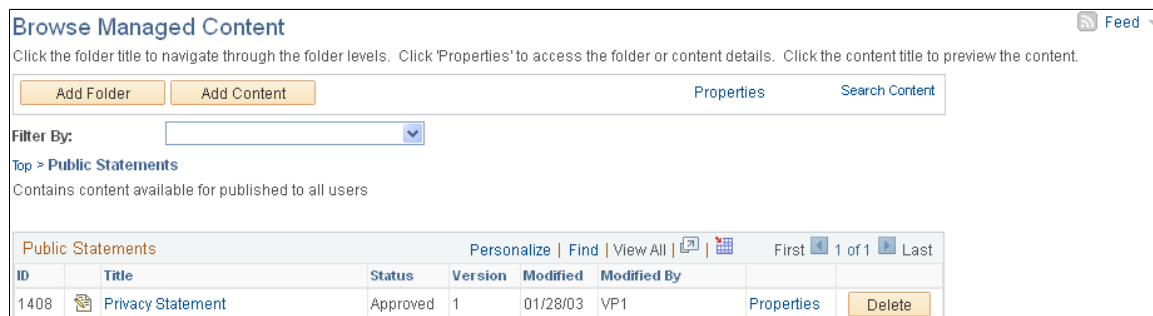 Browse Managed Content
Feed
Click the folder title to navigate through the folder levels. Click 'Properties' to access the folder or content details. Click the content title to preview the content.
Add Folder Add Content Properties Search Content
Filter By:
Top > Public Statements
Contains content available for published to all users
Public Statements Personalize | Find | View All | | First 1 of 1 Last
ID Title Status Version Modified Modified By
1408 Privacy Statement Approved 1 01/28/03 VP1 Properties Delete